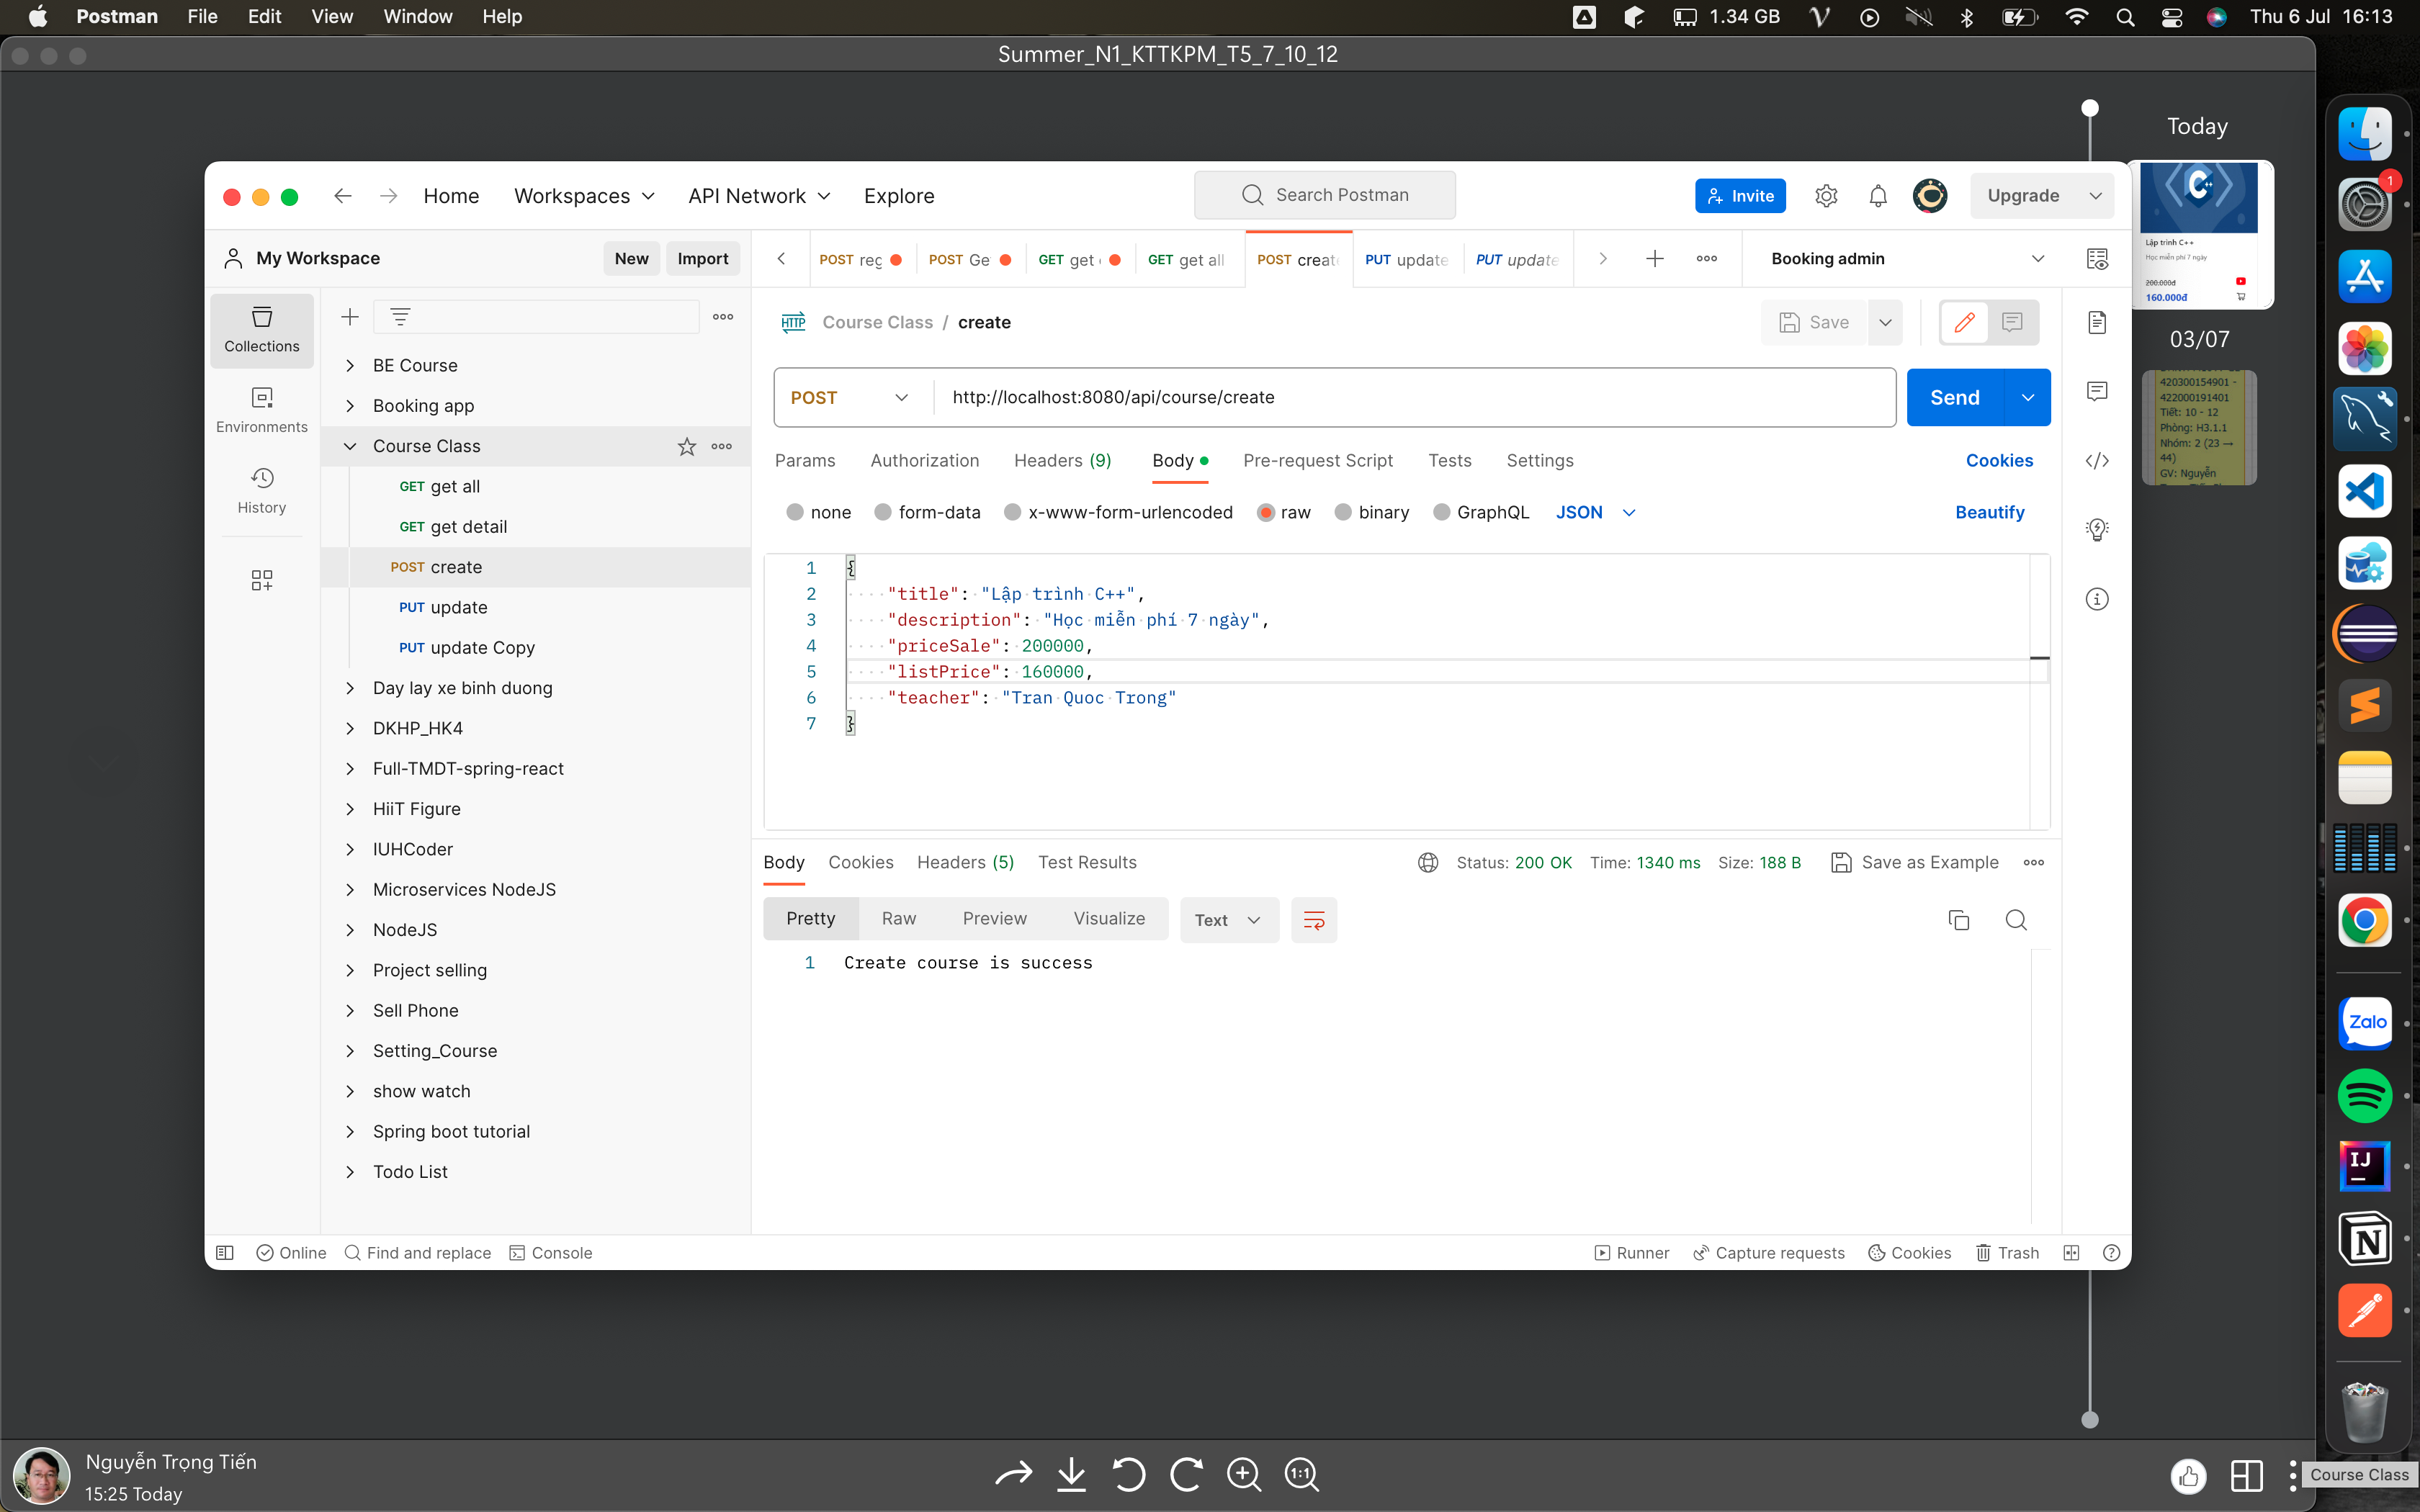 Postman File Edit View Window Help 1.34 GB Thu 6 Jul 16:13
Summer_N1_KTTKPM_T5_7_10_12
Today
Lập trình C++
Học miễn phí 7 ngày
200.000đ
160.000đ
03/07
420300154901 -
422000191401
Tiết: 10 - 12
Phòng: H3.1.1
Nhóm: 2 (23 →
44)
GV: Nguyễn
Home Workspaces API Network Explore Search Postman Invite Upgrade
My Workspace New Import
POST reg POST Ge GET get GET get all POST create PUT update PUT update Booking admin
Collections
Environments
History
BE Course
Booking app
Course Class
GET get all
GET get detail
POST create
PUT update
PUT update Copy
Day lay xe binh duong
DKHP_HK4
Full-TMDT-spring-react
HiiT Figure
IUHCoder
Microservices NodeJS
NodeJS
Project selling
Sell Phone
Setting_Course
show watch
Spring boot tutorial
Todo List
HTTP Course Class / create Save
POST http://localhost:8080/api/course/create Send
Params Authorization Headers (9) Body Pre-request Script Tests Settings Cookies
none form-data x-www-form-urlencoded raw binary GraphQL JSON Beautify
1 {
2 "title": "Lập trình C++",
3 "description": "Học miễn phí 7 ngày",
4 "priceSale": 200000,
5 "listPrice": 160000,
6 "teacher": "Tran Quoc Trong"
7 }
Body Cookies Headers (5) Test Results Status: 200 OK Time: 1340 ms Size: 188 B Save as Example
Pretty Raw Preview Visualize Text
1 Create course is success
Online Find and replace Console Runner Capture requests Cookies Trash
Nguyễn Trọng Tiến
15:25 Today
1:1
Course Class
1
Zalo
IJ